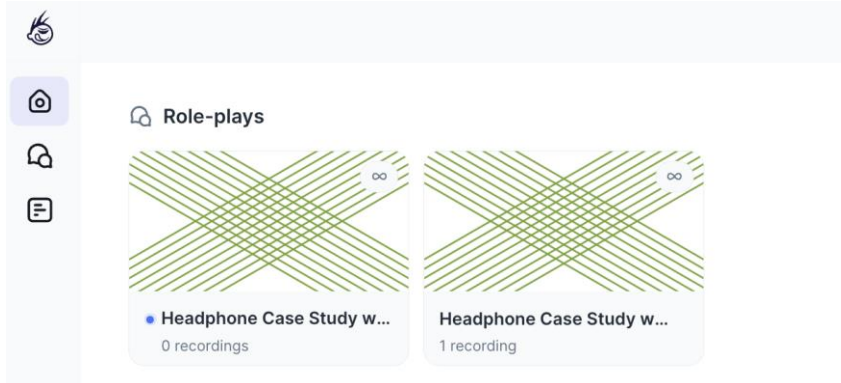 Role-plays
∞
∞
Headphone Case Study w...
0 recordings
Headphone Case Study w...
1 recording